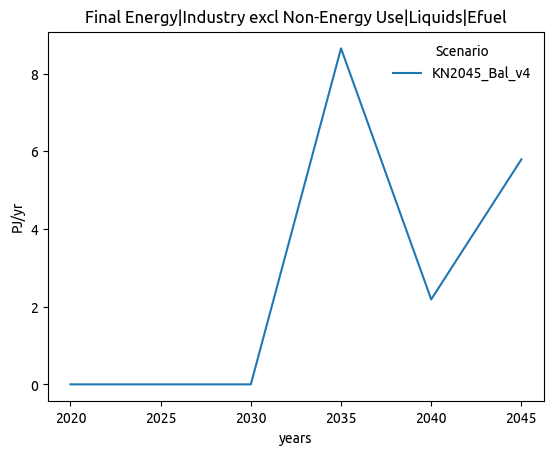 Final Energy|Industry excl Non-Energy Use|Liquids|Efuel
Scenario
KN2045_Bal_v4
8
6
4
2
0
PJ/yr
2020 2025 2030 2035 2040 2045
years